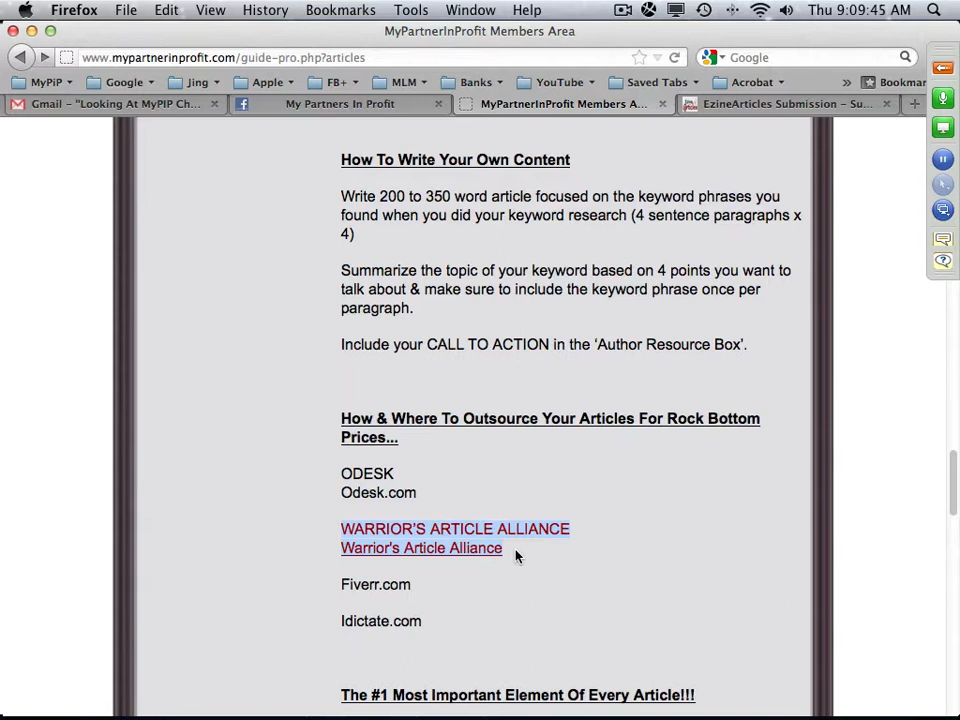 Firefox File Edit View History Bookmarks Tools Window Help Thu 9:09:45 AM
MyPartnerInProfit Members Area
www.mypartnerinprofit.com/guide-pro.php?articles Google
MyPiP Google Jing Apple FB+ MLM Banks YouTube Saved Tabs Acrobat » Bookmar
Gmail - "Looking At MyPIP Ch... My Partners In Profit MyPartnerInProfit Members A... EzineArticles Submission - Su...
How To Write Your Own Content
Write 200 to 350 word article focused on the keyword phrases you
found when you did your keyword research (4 sentence paragraphs x
4)
Summarize the topic of your keyword based on 4 points you want to
talk about & make sure to include the keyword phrase once per
paragraph.
Include your CALL TO ACTION in the ‘Author Resource Box’.
How & Where To Outsource Your Articles For Rock Bottom
Prices...
ODESK
Odesk.com
WARRIOR’S ARTICLE ALLIANCE
Warrior's Article Alliance
Fiverr.com
Idictate.com
The #1 Most Important Element Of Every Article!!!